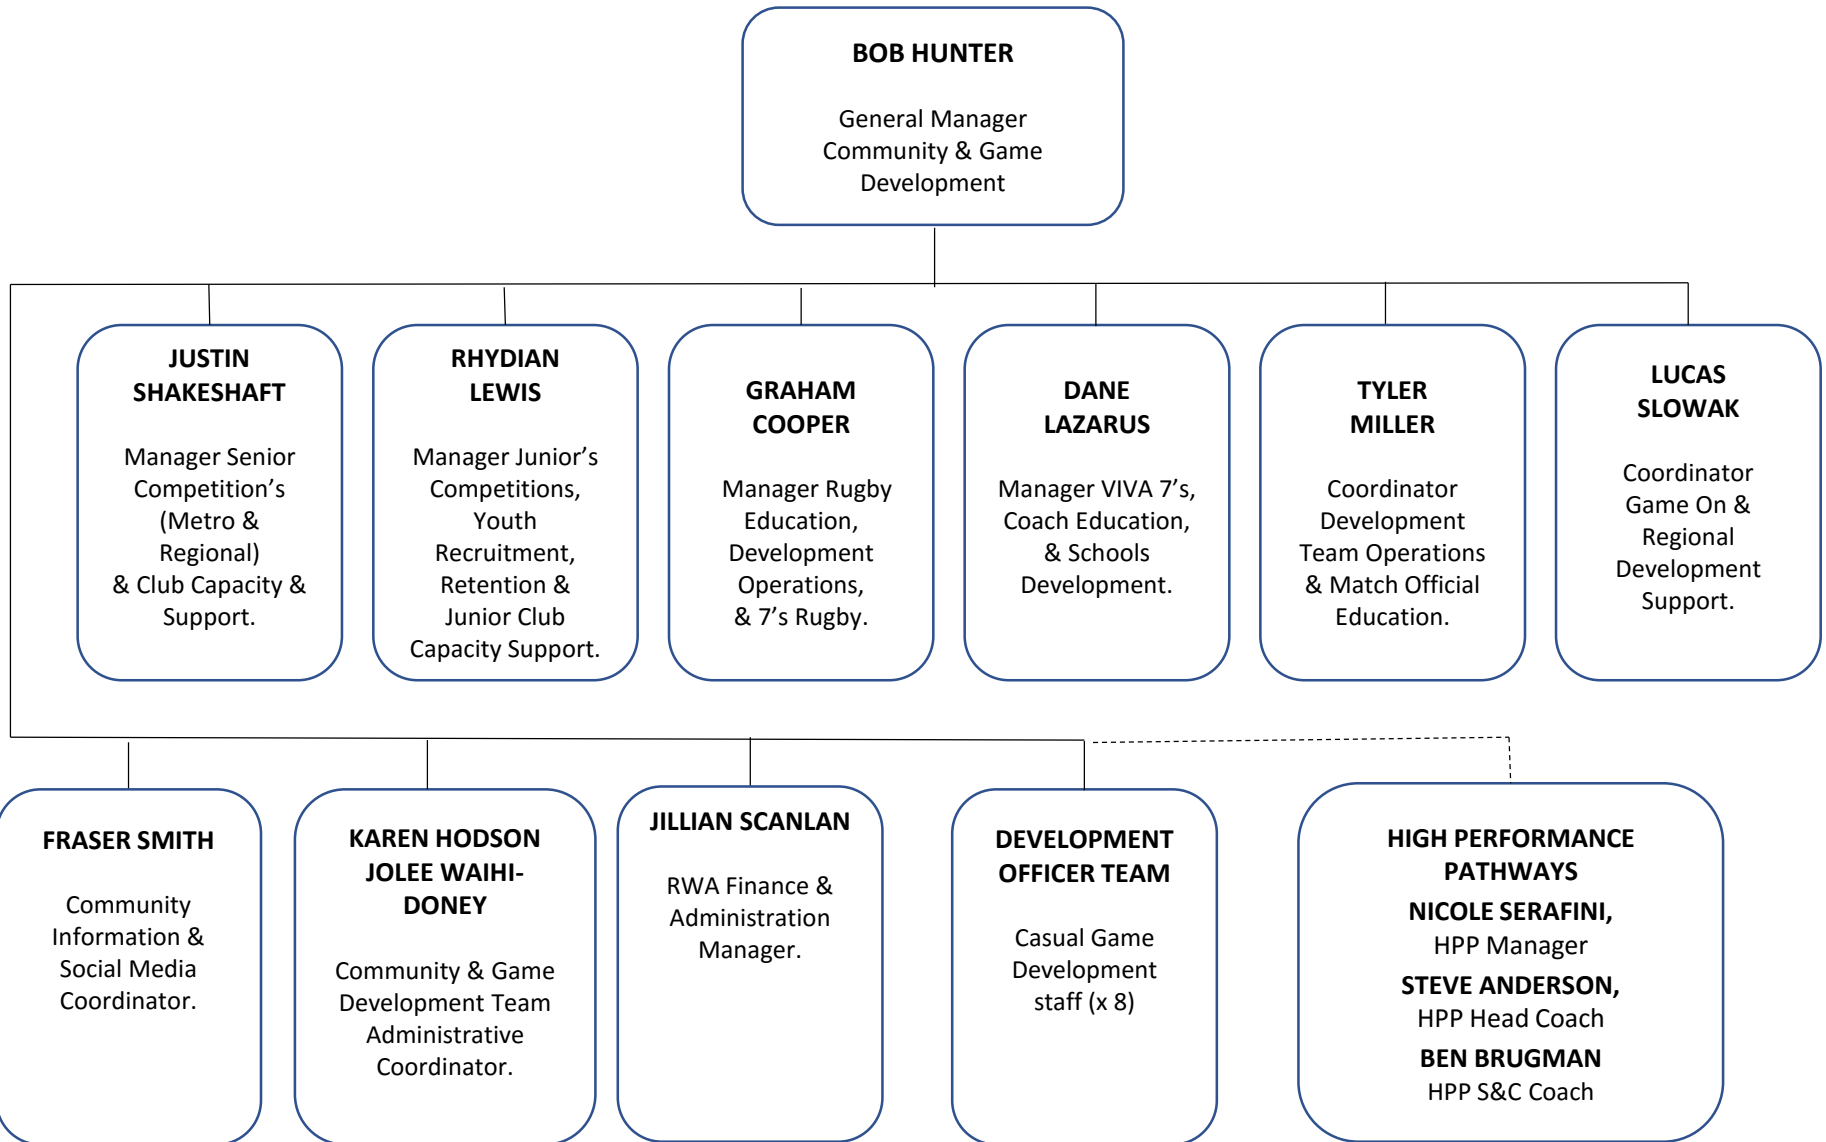 BOB HUNTER
General Manager
Community & Game
Development
JUSTIN
SHAKESHAFT
Manager Senior
Competition’s
(Metro &
Regional)
& Club Capacity &
Support.
RHYDIAN
LEWIS
Manager Junior’s
Competitions,
Youth
Recruitment,
Retention &
Junior Club
Capacity Support.
GRAHAM
COOPER
Manager Rugby
Education,
Development
Operations,
& 7’s Rugby.
DANE
LAZARUS
Manager VIVA 7’s,
Coach Education,
& Schools
Development.
TYLER
MILLER
Coordinator
Development
Team Operations
& Match Official
Education.
LUCAS
SLOWAK
Coordinator
Game On &
Regional
Development
Support.
FRASER SMITH
Community
Information &
Social Media
Coordinator.
KAREN HODSON
JOLEE WAIHI-
DONEY
Community & Game
Development Team
Administrative
Coordinator.
JILLIAN SCANLAN
RWA Finance &
Administration
Manager.
DEVELOPMENT
OFFICER TEAM
Casual Game
Development
staff (x 8)
HIGH PERFORMANCE
PATHWAYS
NICOLE SERAFINI,
HPP Manager
STEVE ANDERSON,
HPP Head Coach
BEN BRUGMAN
HPP S&C Coach